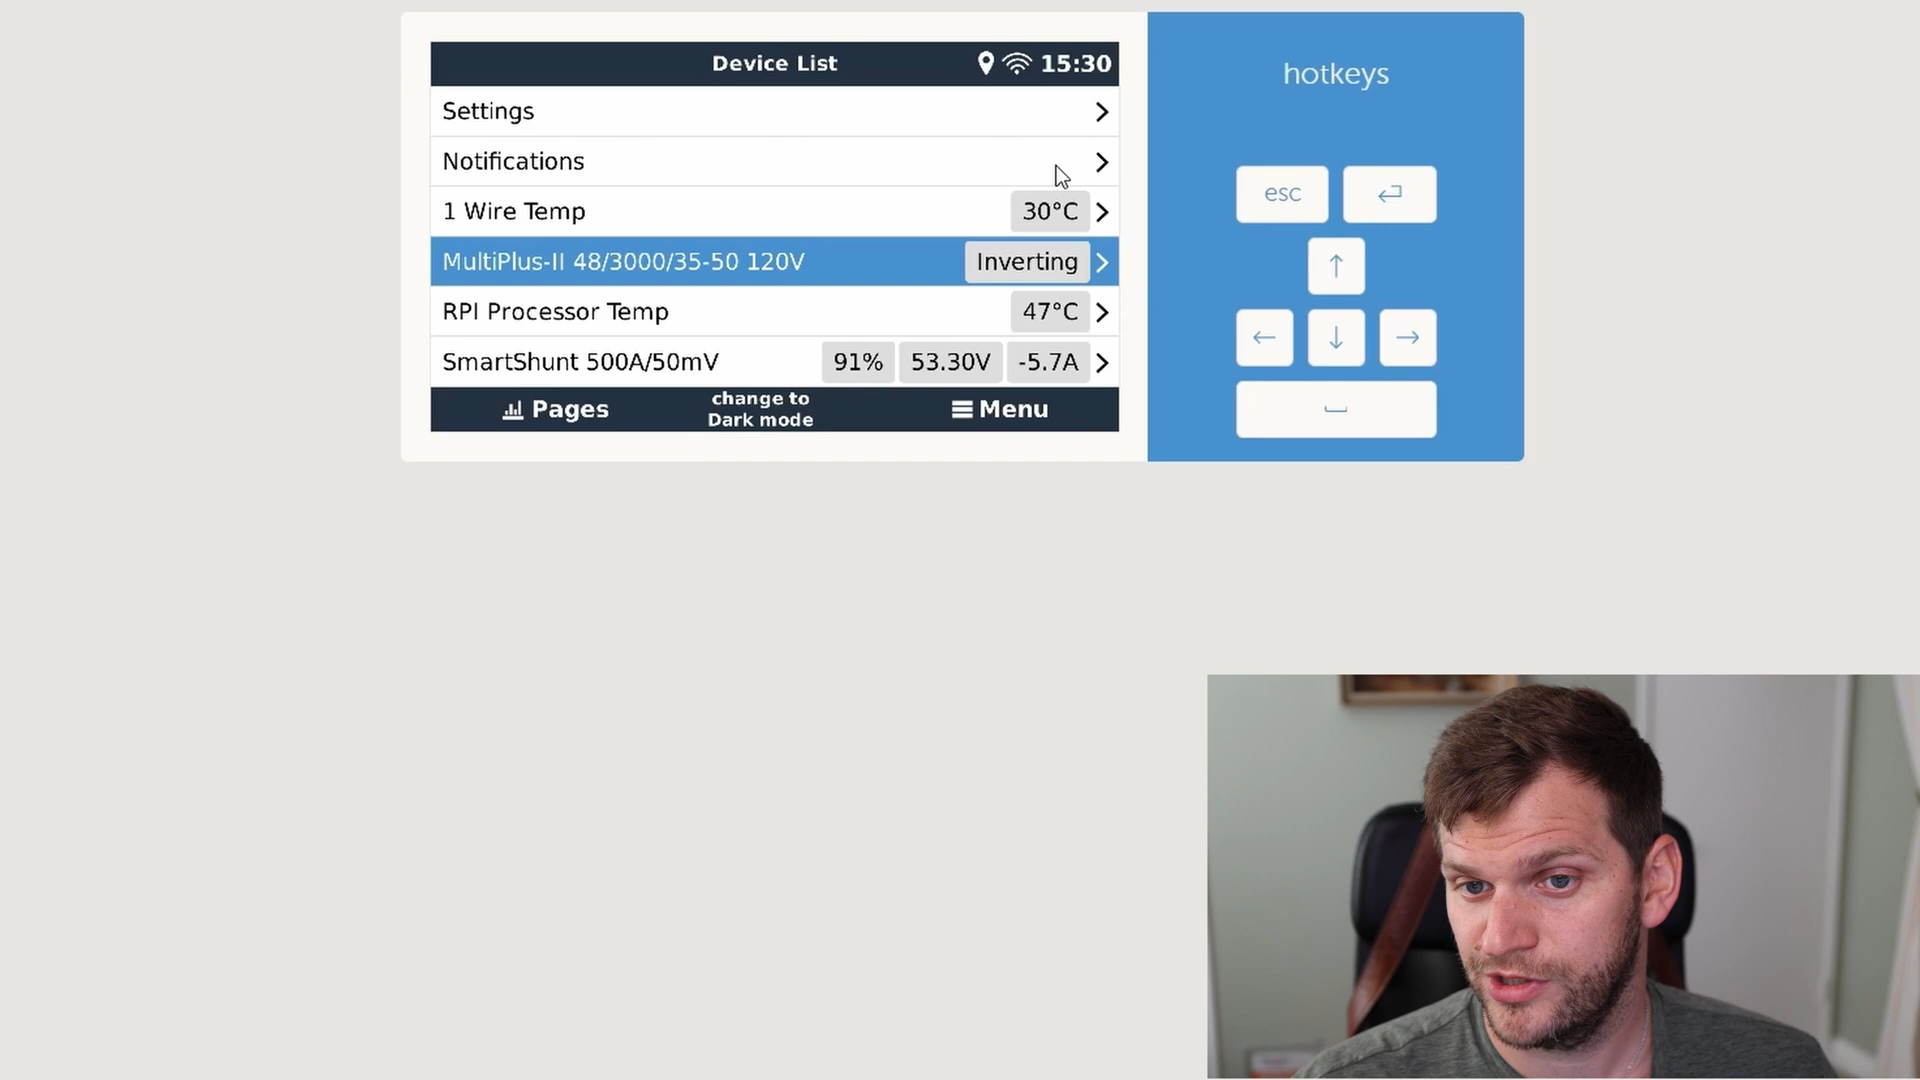 Device List 15:30
Settings
Notifications
1 Wire Temp 30°C
MultiPlus-II 48/3000/35-50 120V Inverting
RPI Processor Temp 47°C
SmartShunt 500A/50mV 91% 53.30V -5.7A
Pages change to Dark mode Menu
hotkeys
esc